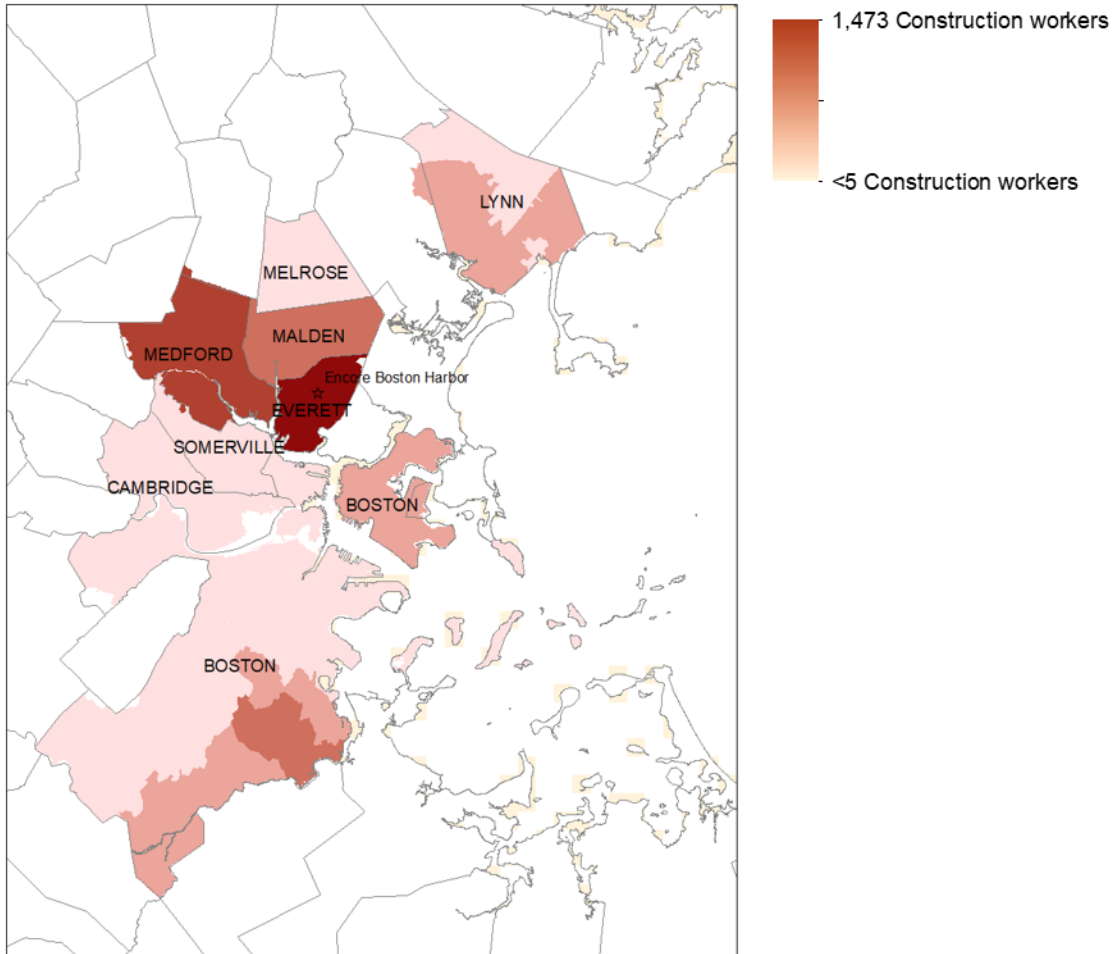 1,473 Construction workers
<5 Construction workers
LYNN
MELROSE
MALDEN
MEDFORD
Encore Boston Harbor
EVERETT
SOMERVILLE
CAMBRIDGE
BOSTON
BOSTON